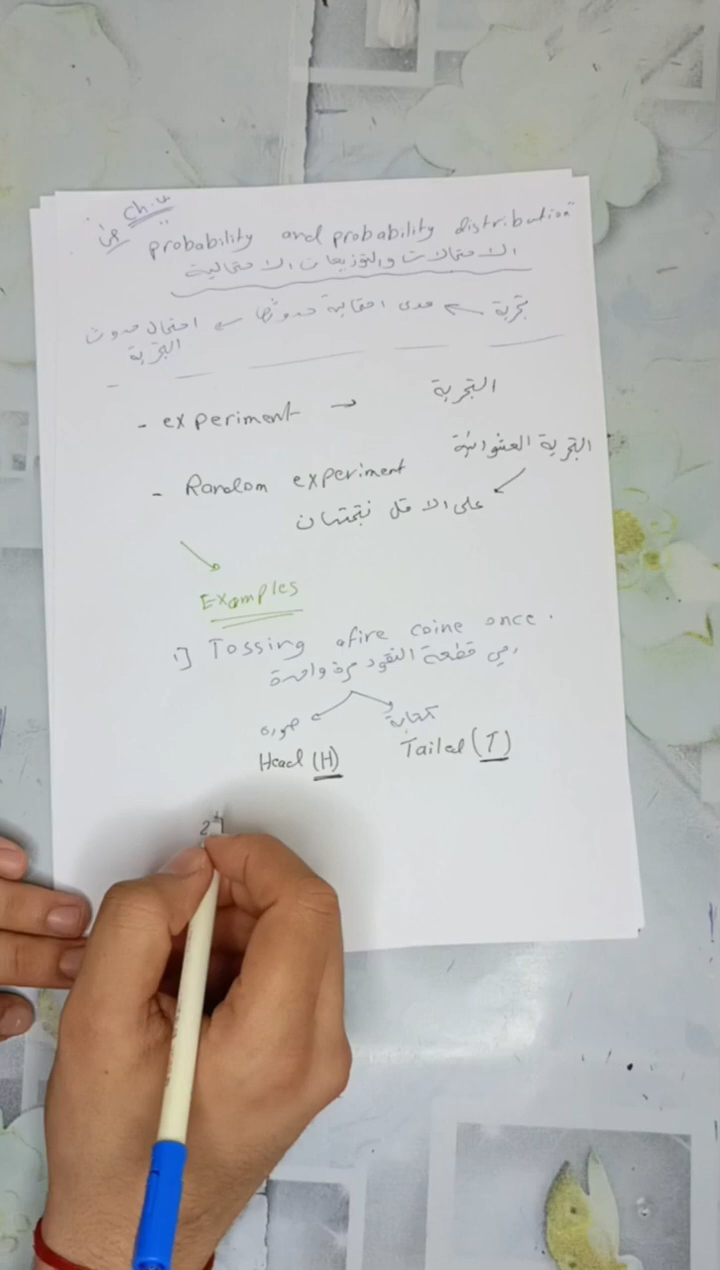 Ch.4
probability and probability distribution"
الاحتمالات والتوزيعات الاحتمالية
تجربة ← مدى احقابية حدوثها ← احتمال حدوث
التجربة
- experiment → التجربة
التجربة العشوائية
- Random experiment
على الاقل نتيجتان
Examples
1] Tossing afire coine once.
رمي قطعة النقود مرة واحدة
صوره كتابة
Head (H) Tailed (T)
2